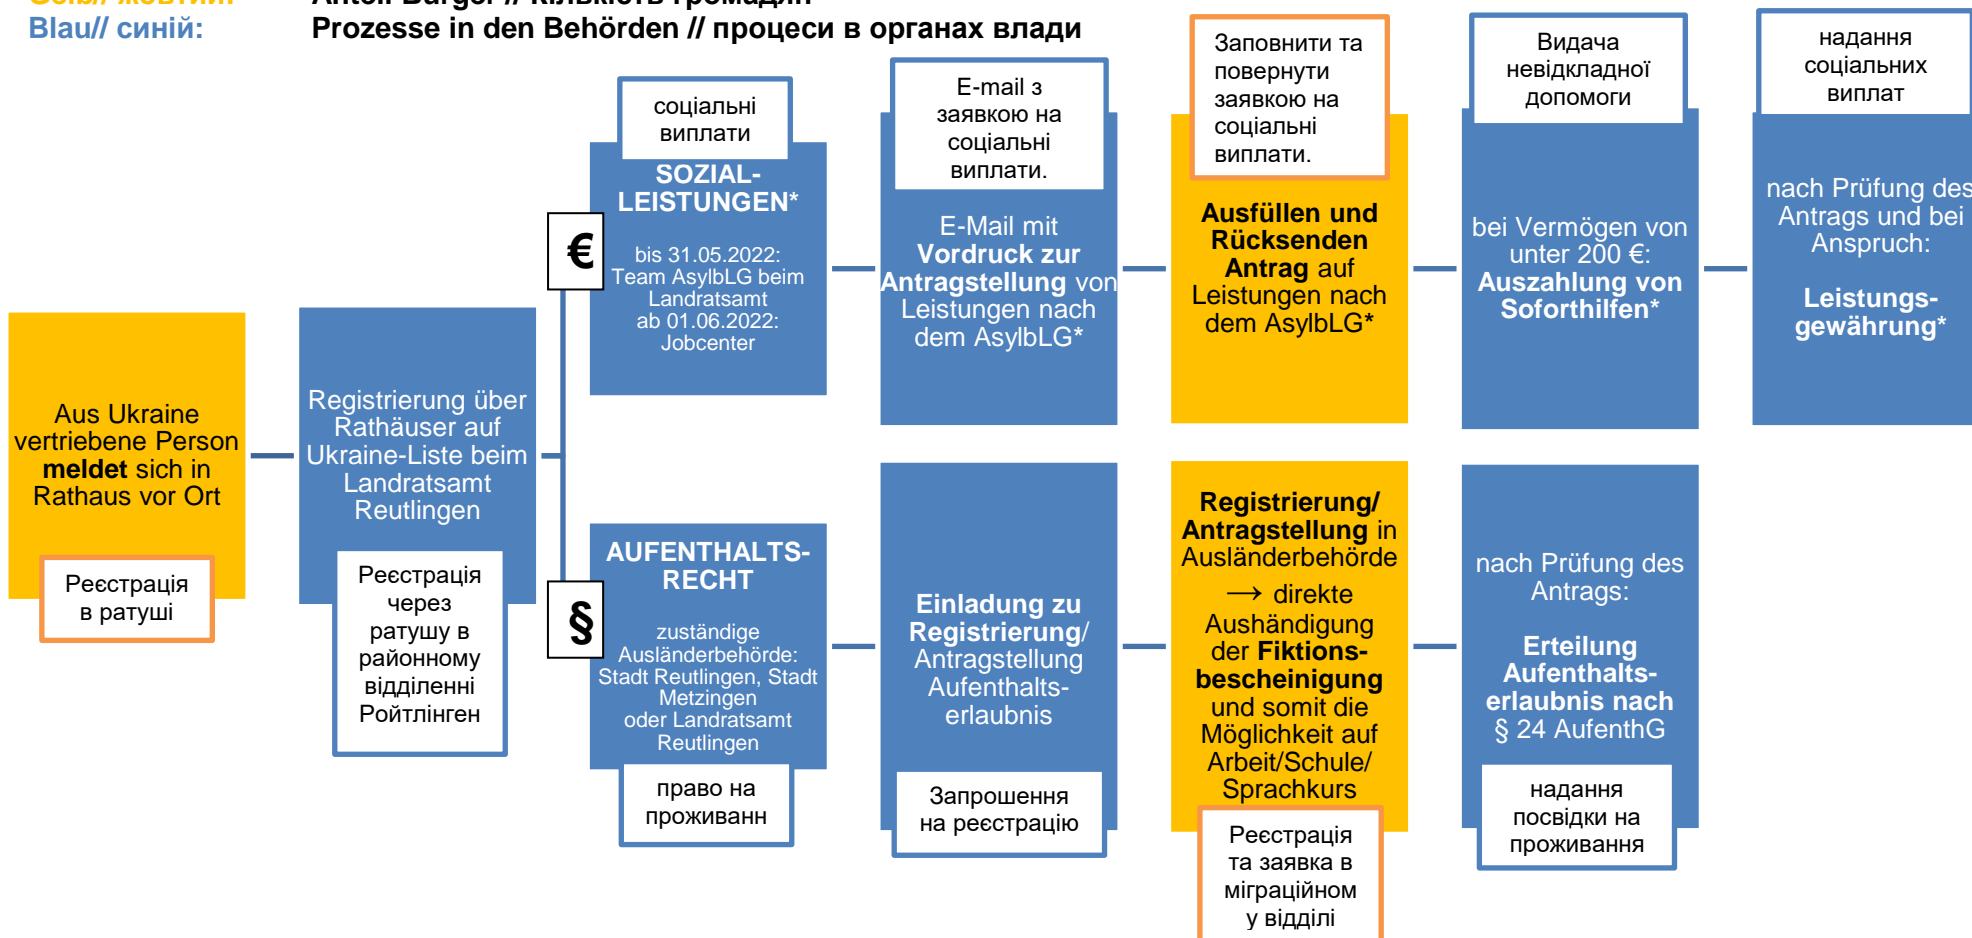 Gelb// жовтий: Anteil Bürger // Кількість громадян
Blau// синій: Prozesse in den Behörden // процеси в органах влади
Aus Ukraine
vertriebene Person
meldet sich in
Rathaus vor Ort
Реєстрація
в ратуші
Registrierung über
Rathäuser auf
Ukraine-Liste beim
Landratsamt
Reutlingen
Реєстрація
через
ратушу в
районному
відділенні
Ройтлінген
€
соціальні
виплати
SOZIAL-
LEISTUNGEN*
bis 31.05.2022:
Team AsylbLG beim
Landratsamt
ab 01.06.2022:
Jobcenter
E-mail з
заявкою на
соціальні
виплати.
E-Mail mit
Vordruck zur
Antragstellung von
Leistungen nach
dem AsylbLG*
Заповнити та
повернути
заявкою на
соціальні
виплати.
Ausfüllen und
Rücksenden
Antrag auf
Leistungen nach
dem AsylbLG*
Видача
невідкладної
допомоги
bei Vermögen von
unter 200 €:
Auszahlung von
Soforthilfen*
надання
соціальних
виплат
nach Prüfung des
Antrags und bei
Anspruch:
Leistungs-
gewährung*
§
AUFENTHALTS-
RECHT
zuständige
Ausländerbehörde:
Stadt Reutlingen, Stadt
Metzingen
oder Landratsamt
Reutlingen
право на
проживанн
Einladung zu
Registrierung/
Antragstellung
Aufenthalts-
erlaubnis
Запрошення
на реєстрацію
Registrierung/
Antragstellung in
Ausländerbehörde
→ direkte
Aushändigung
der Fiktions-
bescheinigung
und somit die
Möglichkeit auf
Arbeit/Schule/
Sprachkurs
Реєстрація
та заявка в
міграційном
у відділі
nach Prüfung des
Antrags:
Erteilung
Aufenthalts-
erlaubnis nach
§ 24 AufenthG
надання
посвідки на
проживання